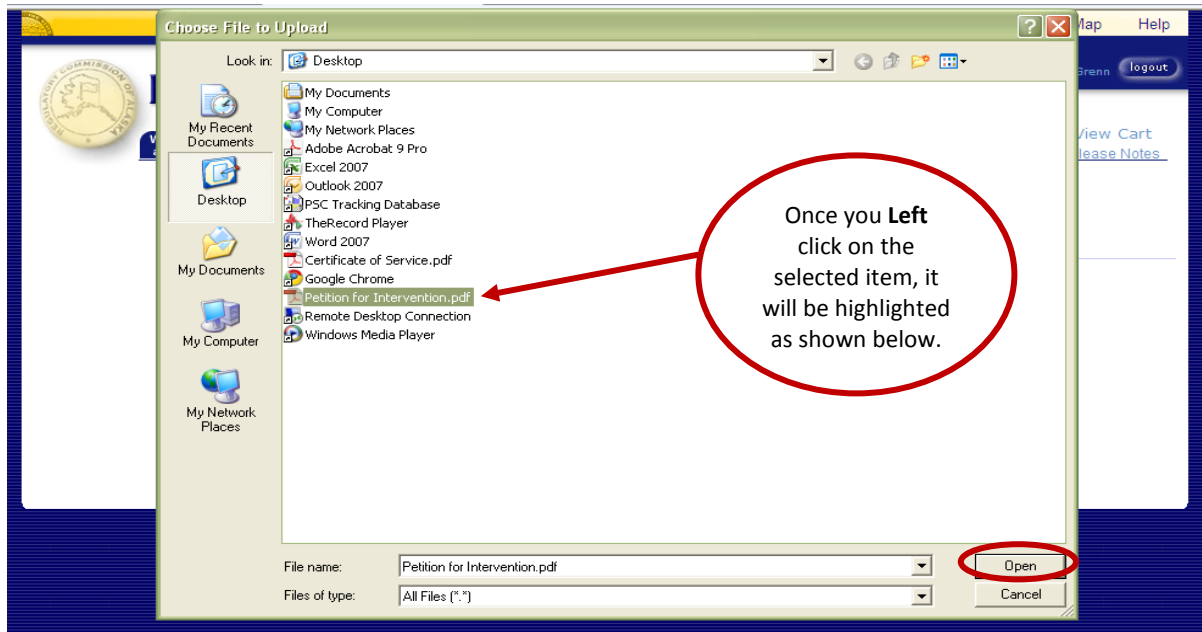 Choose File to Upload
Map Help
Look in: Desktop
Grenn logout
My Recent
Documents
Desktop
My Documents
My Computer
My Network
Places
My Documents
My Computer
My Network Places
Adobe Acrobat 9 Pro
Excel 2007
Outlook 2007
PSC Tracking Database
TheRecord Player
Word 2007
Certificate of Service.pdf
Google Chrome
Petition for Intervention.pdf
Remote Desktop Connection
Windows Media Player
View Cart
lease Notes
Once you Left
click on the
selected item, it
will be highlighted
as shown below.
File name: Petition for Intervention.pdf Open
Files of type: All Files (*.*) Cancel